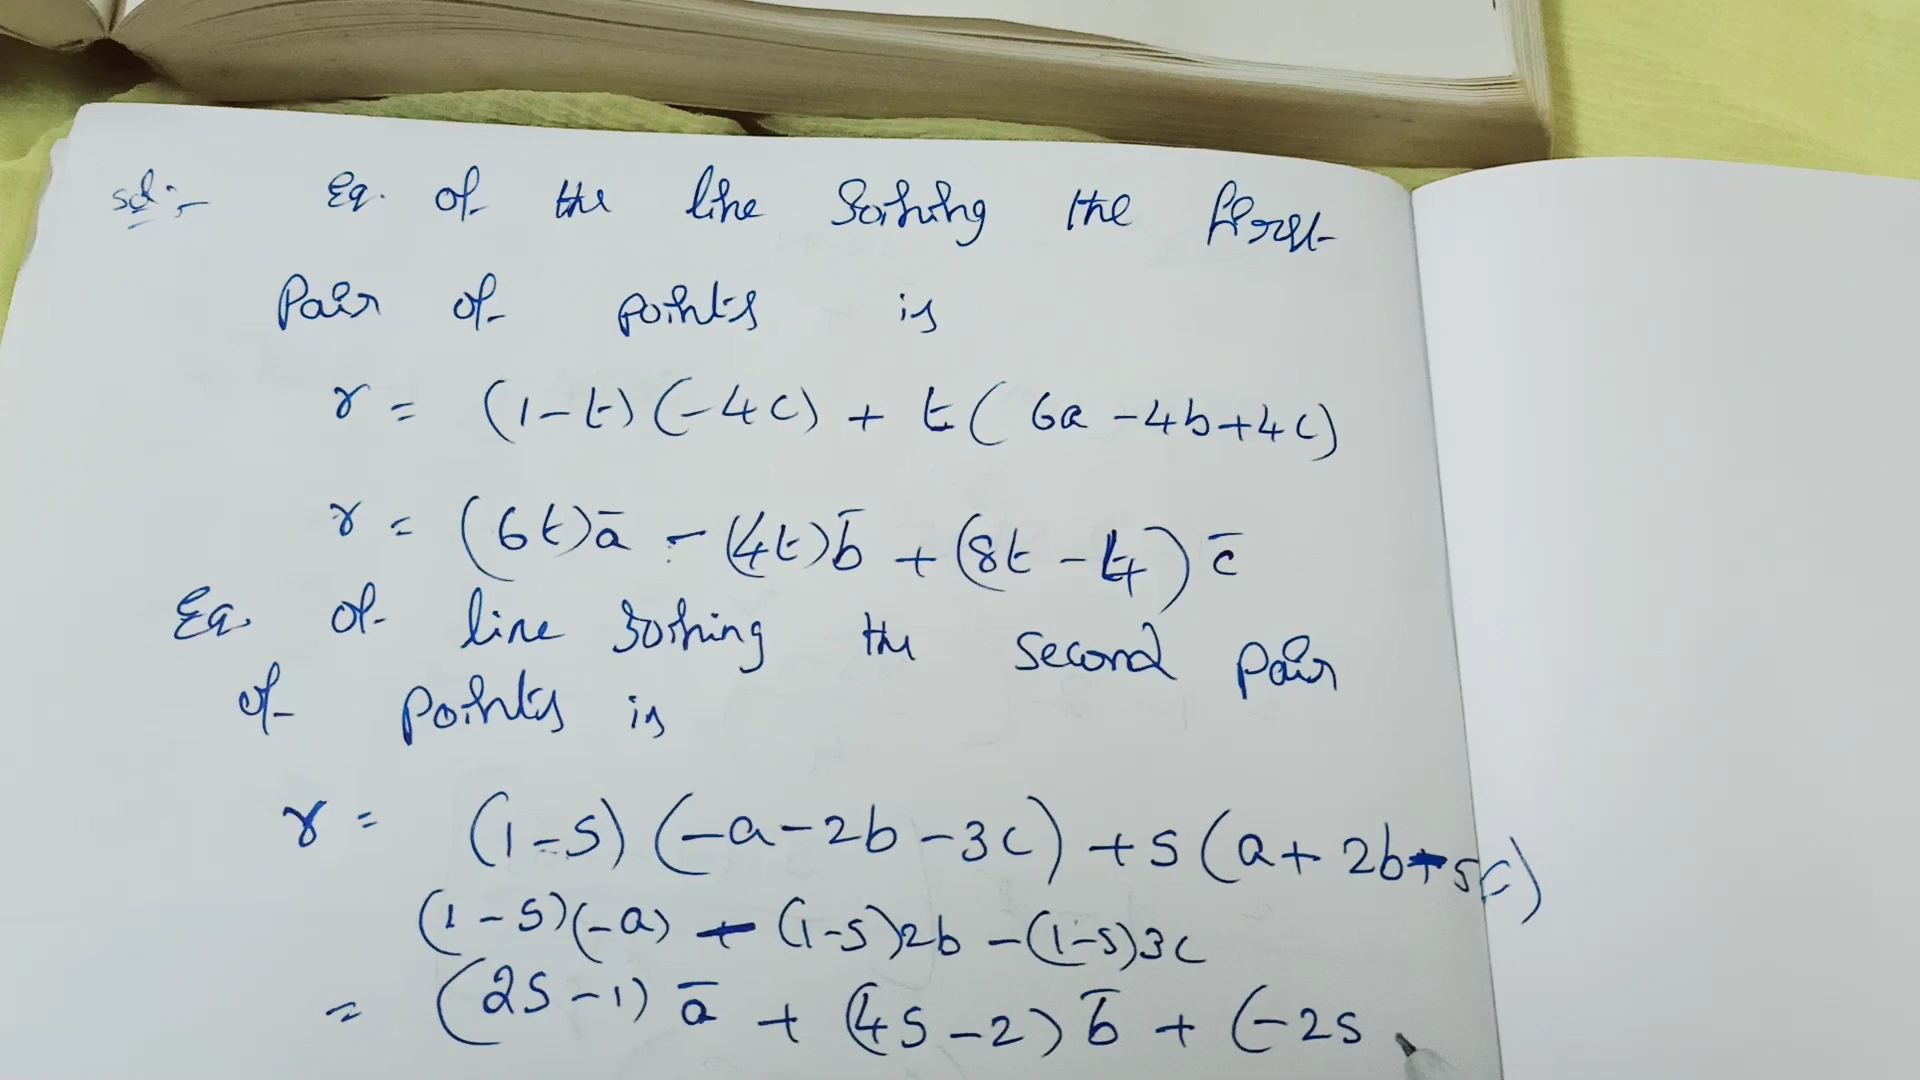 Sol:- Eq. of the line Joining the first
Pair of points is
r = (1-t)(-4c) + t(6a -4b+4c)
r = (6t)a̅ - (4t)b̅ + (8t - 4)c̅
Eq. of line Joining the second pair
of points is
r = (1-s)(-a-2b-3c) +s(a+2b-5c)
(1-s)(-a) - (1-s)2b -(1-s)3c
= (2s-1)a̅ + (4s-2)b̅ + (-2s